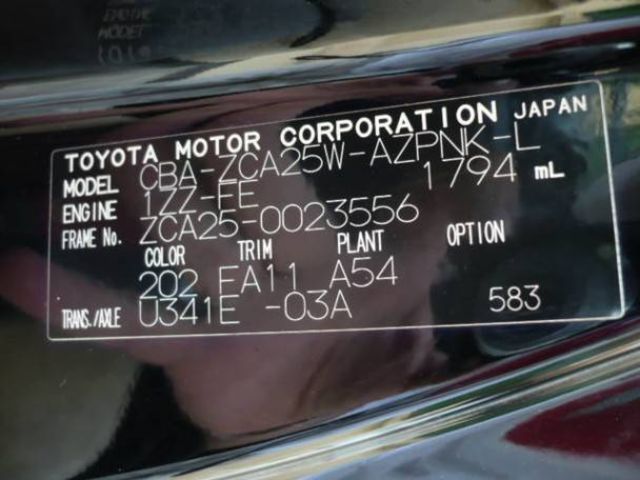 TOYOTA MOTOR CORPORATION JAPAN
MODEL CBA-ZCA25W-AZPNK-L
ENGINE 1ZZ-FE 1794 mL
FRAME No. ZCA25-0023556
COLOR TRIM PLANT OPTION
202 FA11 A54
TRANS./AXLE U341E -03A 583